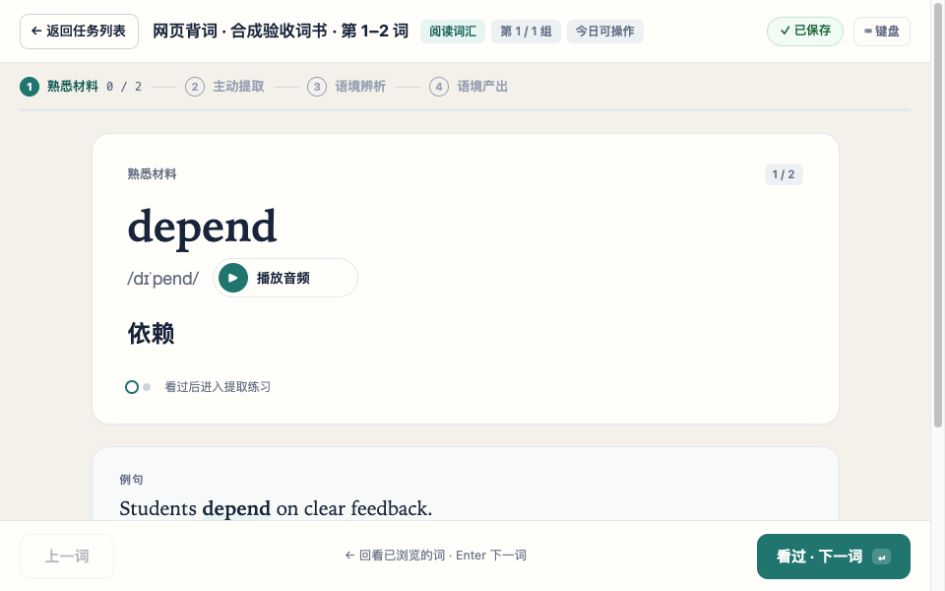 ← 返回任务列表 网页背词 · 合成验收词书 · 第 1–2 词 阅读词汇 第 1 / 1 组 今日可操作 ✓ 已保存 ⌨ 键盘
1 熟悉材料 0 / 2 2 主动提取 3 语境辨析 4 语境产出
熟悉材料 1 / 2
depend
/dɪˈpend/ 播放音频
依赖
看过后进入提取练习
例句
Students depend on clear feedback.
上一词 ← 回看已浏览的词 · Enter 下一词 看过 · 下一词 ↵